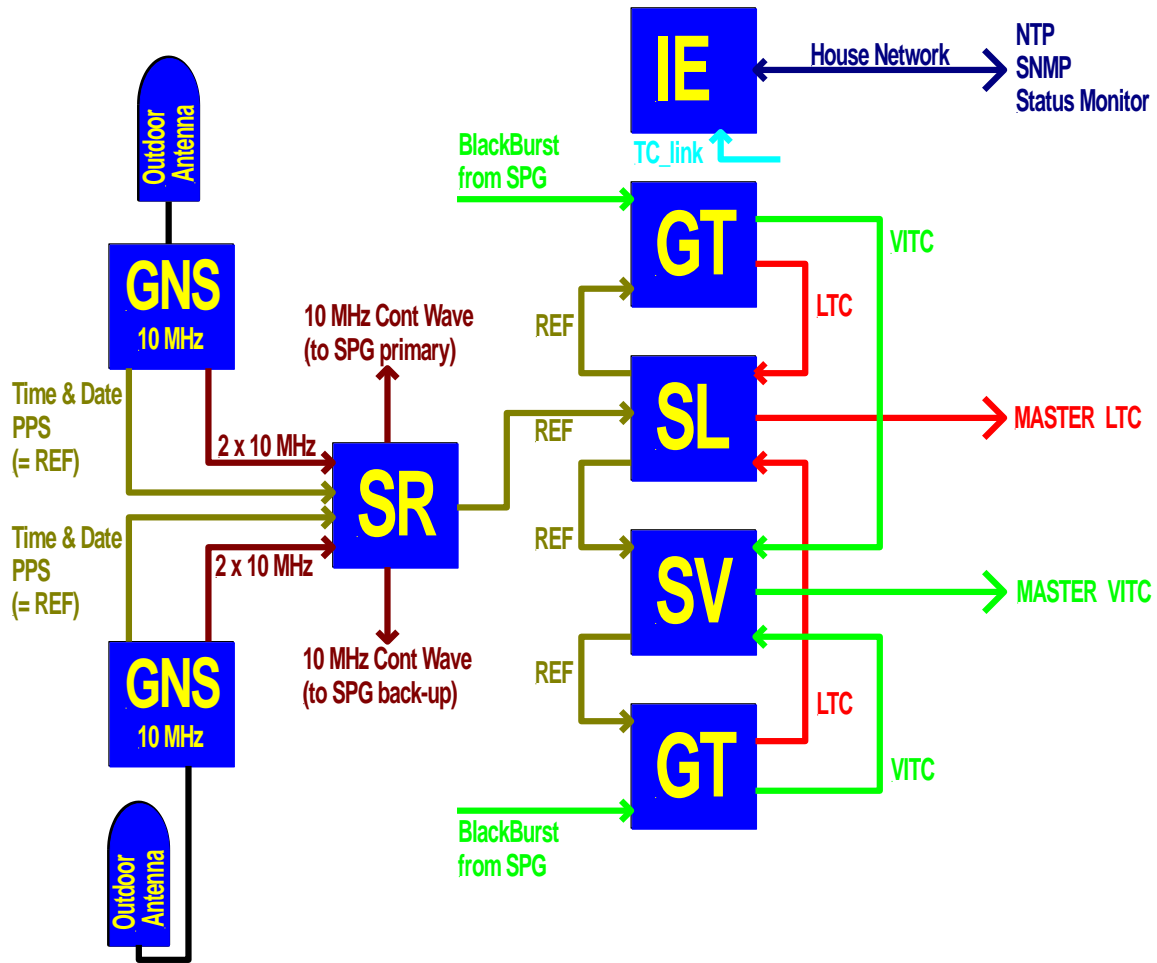 IE
House Network
NTP
SNMP
Status Monitor
TC_link
Outdoor
Antenna
BlackBurst
from SPG
GT
VITC
LTC
GNS
10 MHz
10 MHz Cont Wave
(to SPG primary)
REF
Time & Date
PPS
(= REF)
2 x 10 MHz
SR
REF
SL
MASTER LTC
Time & Date
PPS
(= REF)
2 x 10 MHz
REF
SV
MASTER VITC
10 MHz Cont Wave
(to SPG back-up)
REF
GNS
10 MHz
GT
LTC
VITC
BlackBurst
from SPG
Outdoor
Antenna